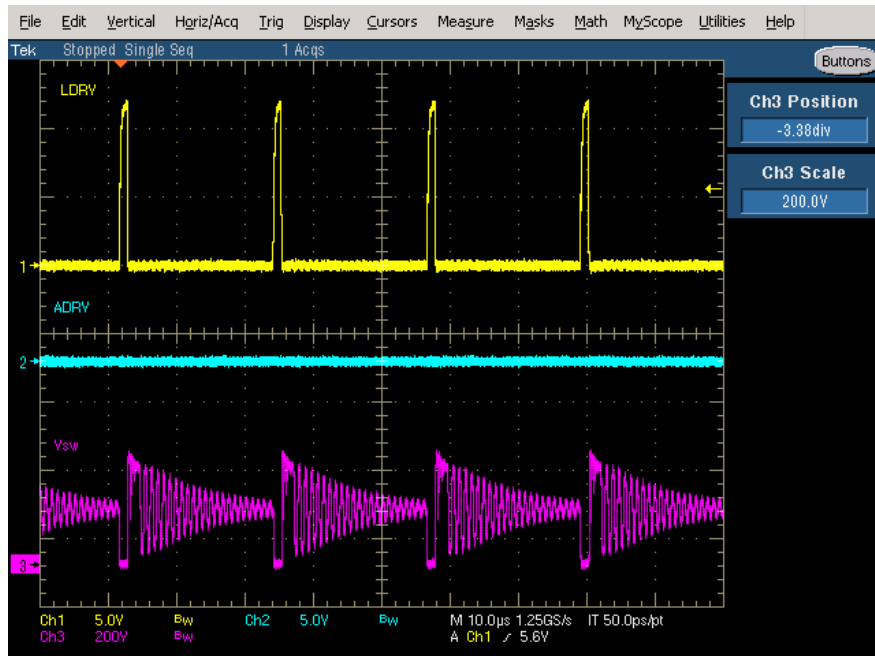 File Edit Vertical Horiz/Acq Trig Display Cursors Measure Masks Math MyScope Utilities Help
Tek Stopped Single Seq 1 Acqs
Buttons
LDRV
Ch3 Position
-3.38div
Ch3 Scale
200.0V
1
ADRV
2
Vsw
3
Ch1 5.0V Bw Ch2 5.0V Bw M 10.0µs 1.25GS/s IT 50.0ps/pt
Ch3 200V Bw A Ch1 5.6V